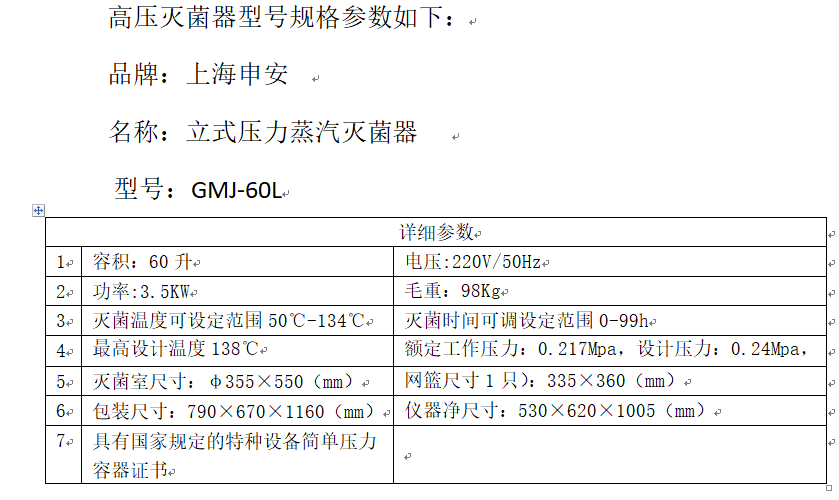 高压灭菌器型号规格参数如下：
品牌：上海申安
名称：立式压力蒸汽灭菌器
型号：GMJ-60L
详细参数
1 容积：60 升 电压:220V/50Hz
2 功率:3.5KW 毛重：98Kg
3 灭菌温度可设定范围 50℃-134℃ 灭菌时间可调设定范围 0-99h
4 最高设计温度 138℃ 额定工作压力：0.217Mpa，设计压力：0.24Mpa，
5 灭菌室尺寸：φ355×550（mm） 网篮尺寸 1 只）：335×360（mm）
6 包装尺寸：790×670×1160（mm） 仪器净尺寸：530×620×1005（mm）
7 具有国家规定的特种设备简单压力
容器证书